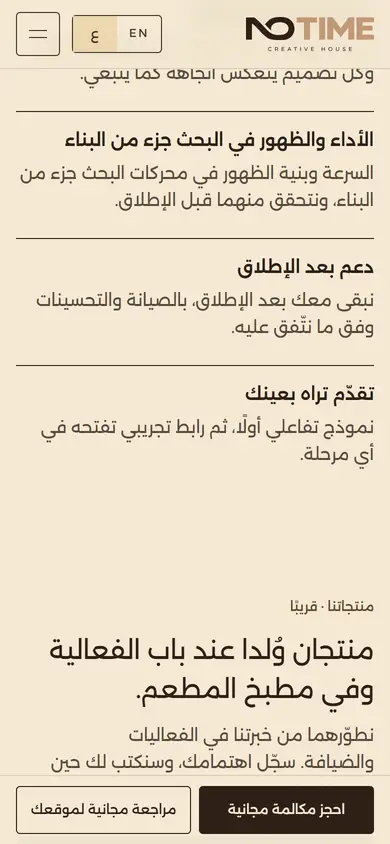 NOTIME
CREATIVE HOUSE
EN
ع
وكل تصميم ينعكس اتجاهه كما ينبغي.
الأداء والظهور في البحث جزء من البناء
السرعة وبنية الظهور في محركات البحث جزء من
البناء، ونتحقق منهما قبل الإطلاق.
دعم بعد الإطلاق
نبقى معك بعد الإطلاق، بالصيانة والتحسينات
وفق ما نتّفق عليه.
تقدّم تراه بعينك
نموذج تفاعلي أولًا، ثم رابط تجريبي تفتحه في
أي مرحلة.
منتجاتنا · قريبًا
منتجان وُلدا عند باب الفعالية
وفي مطبخ المطعم.
نطوّرهما من خبرتنا في الفعاليات
والضيافة. سجّل اهتمامك، وسنكتب لك حين
احجز مكالمة مجانية
مراجعة مجانية لموقعك